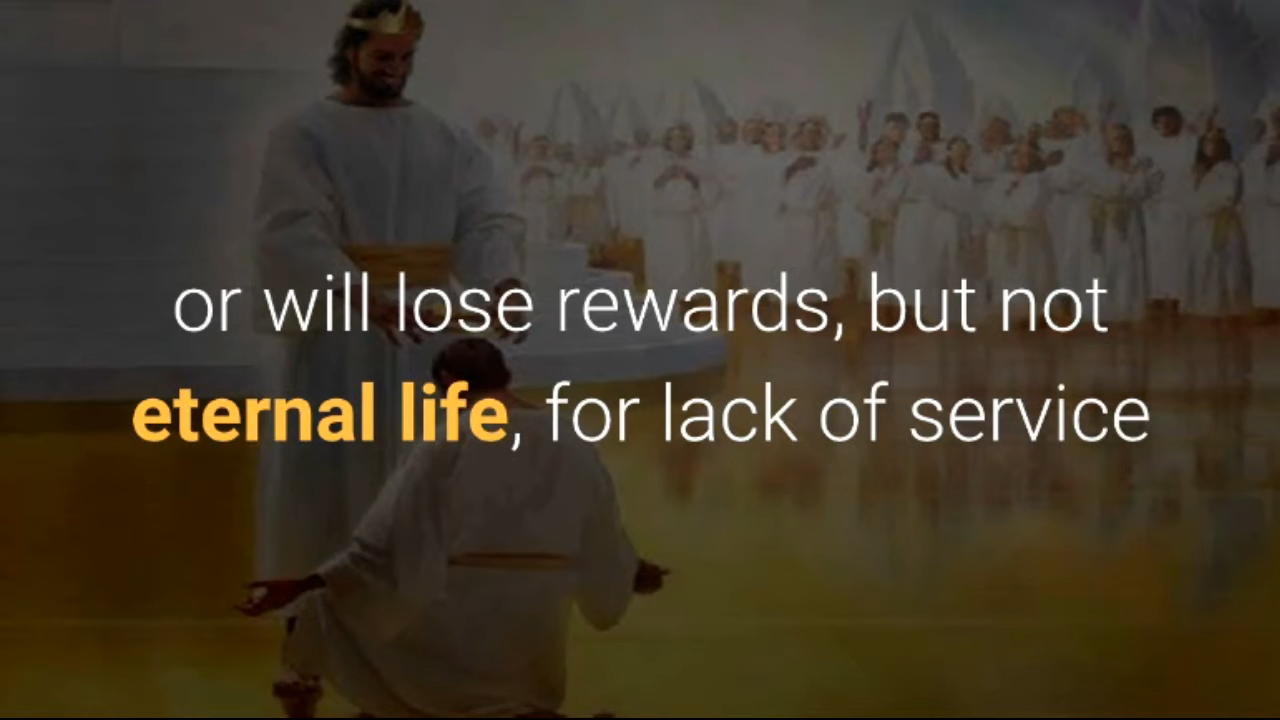 or will lose rewards, but not
eternal life, for lack of service